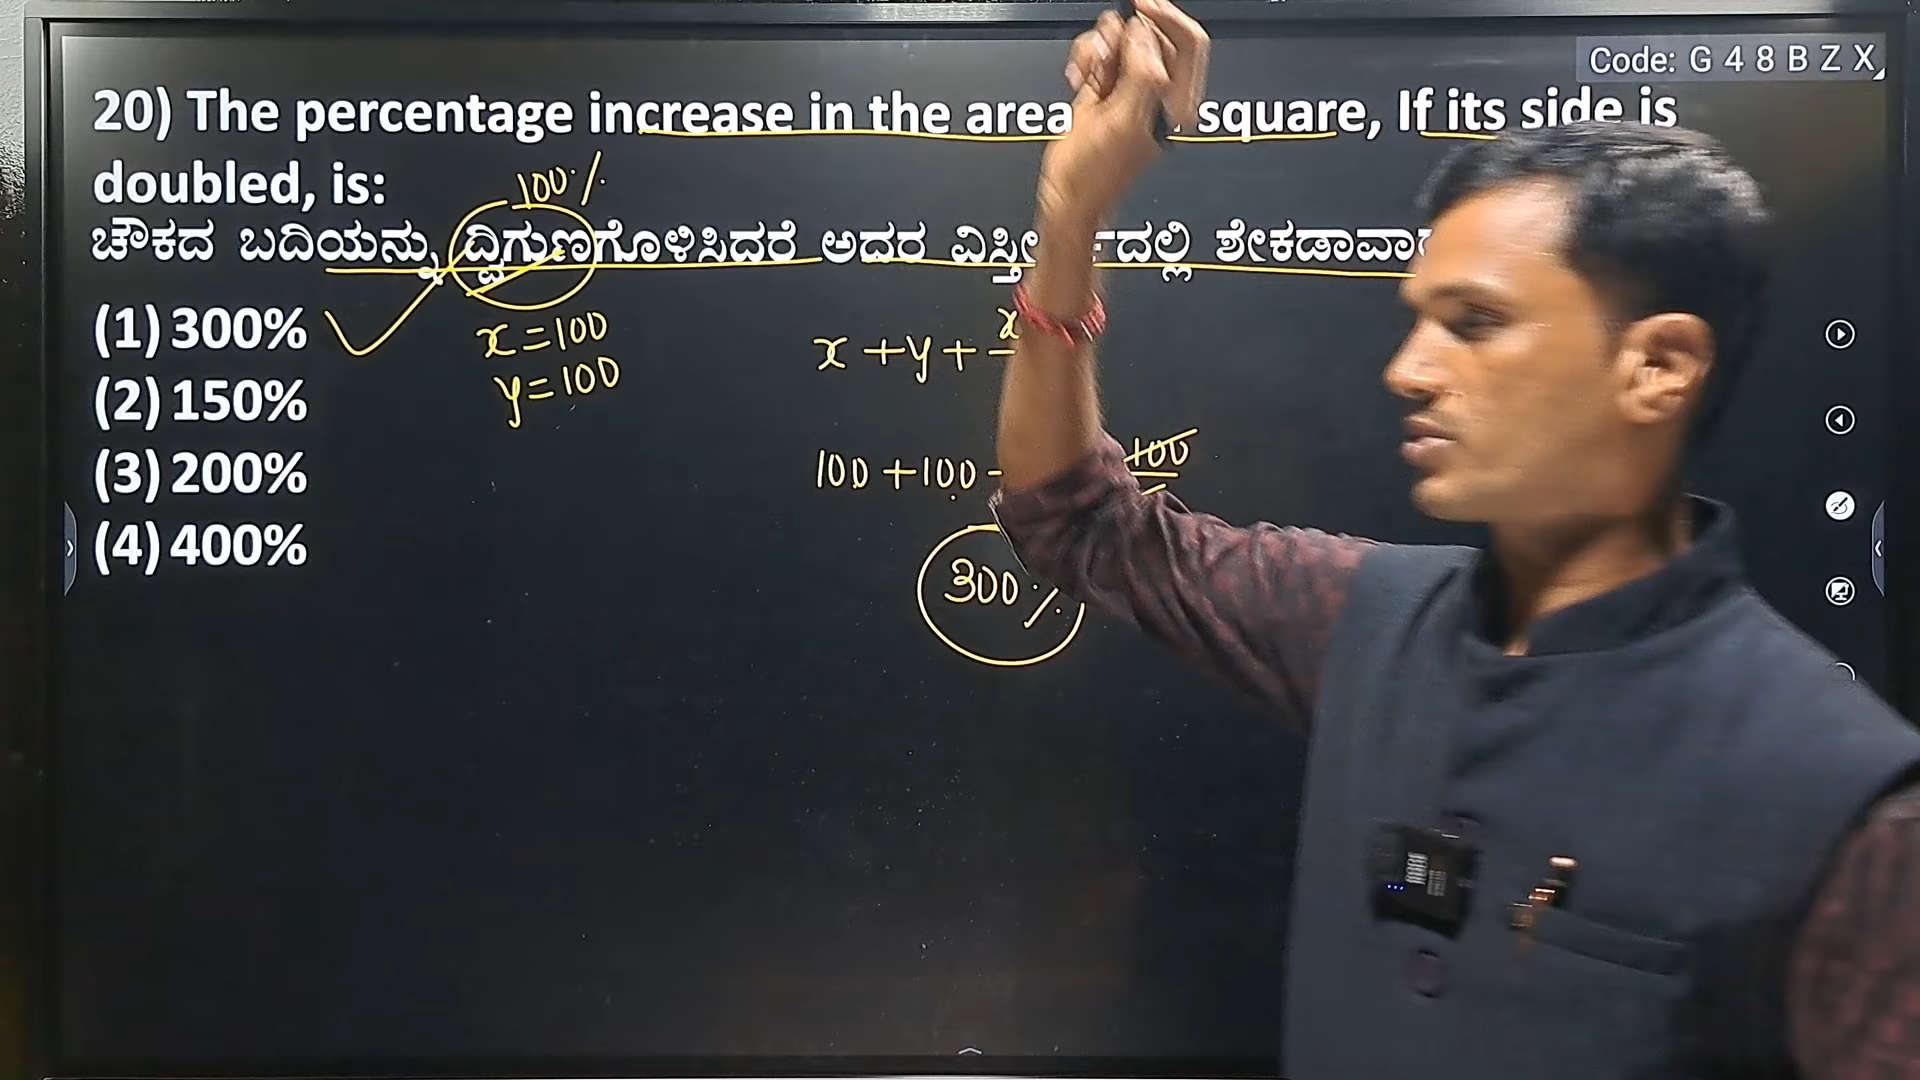 Code: G 4 8 B Z X
20) The percentage increase in the area square, If its side is
doubled, is:
100%
ಚೌಕದ ಬದಿಯನ್ನು ದ್ವಿಗುಣಗೊಳಿಸಿದರೆ ಅದರ
(1) 300%
(2) 150%
(3) 200%
(4) 400%
x = 100
y = 100
x + y + x
100 + 100 - 100
300%